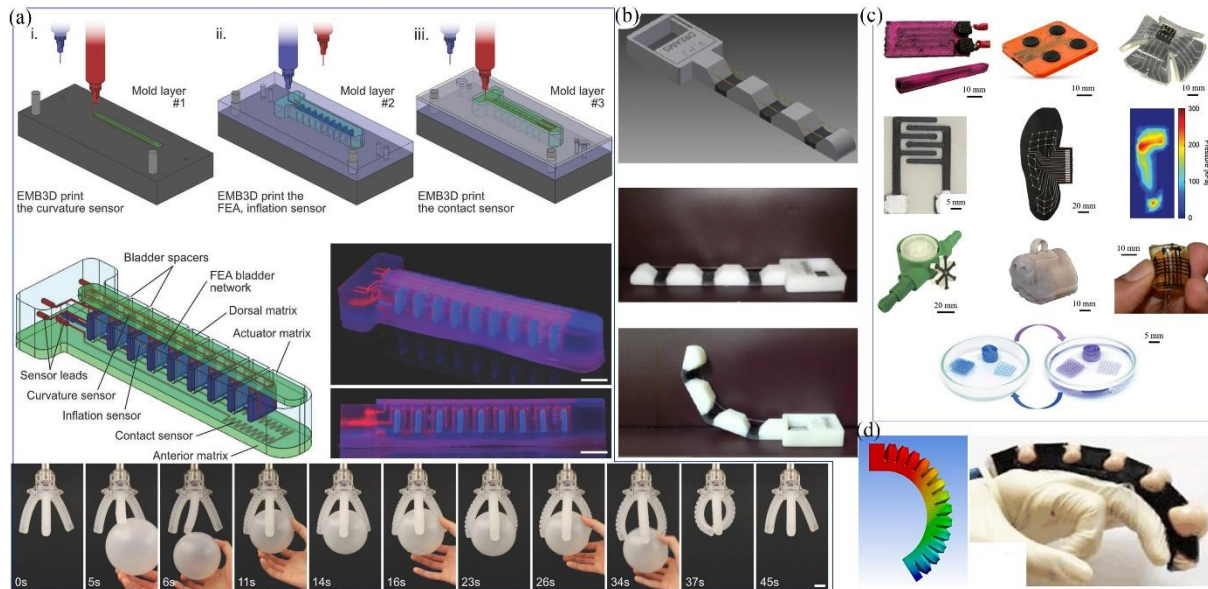 (a)
i.
ii.
iii.
Mold layer
#1
Mold layer
#2
Mold layer
#3
EMB3D print
the curvature sensor
EMB3D print the
FEA, inflation sensor
EMB3D print
the contact sensor
Bladder spacers
FEA bladder
network
Dorsal matrix
Actuator matrix
Sensor leads
Curvature sensor
Inflation sensor
Contact sensor
Anterior matrix
0s
5s
6s
11s
14s
16s
23s
26s
34s
37s
45s
(b)
DREAMS
(c)
10 mm
10 mm
10 mm
5 mm
20 mm
300
200
100
0
20 mm
10 mm
10 mm
5 mm
(d)